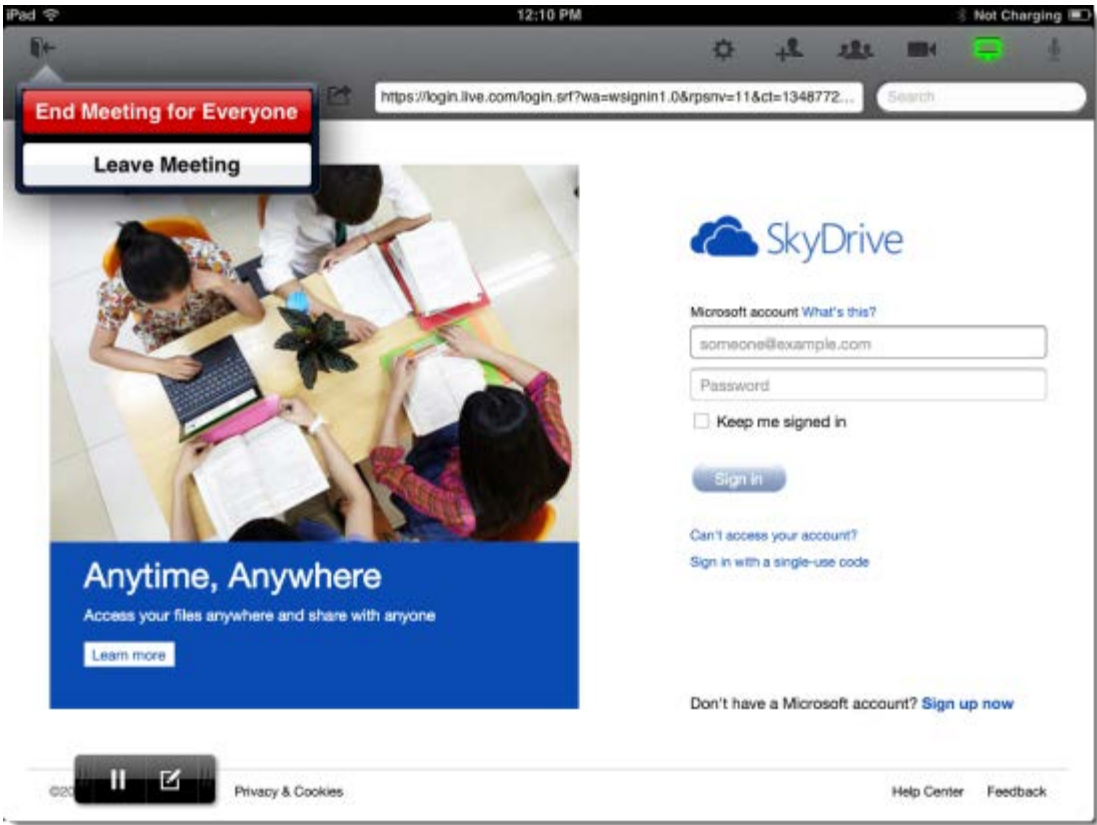 iPad 12:10 PM Not Charging
https://login.live.com/login.srf?wa=wsignin1.0&rpsnv=11&ct=1348772... Search
End Meeting for Everyone
Leave Meeting
SkyDrive
Microsoft account What's this?
someone@example.com
Password
Keep me signed in
Sign in
Can't access your account?
Sign in with a single-use code
Anytime, Anywhere
Access your files anywhere and share with anyone
Learn more
Don't have a Microsoft account? Sign up now
Privacy & Cookies Help Center Feedback